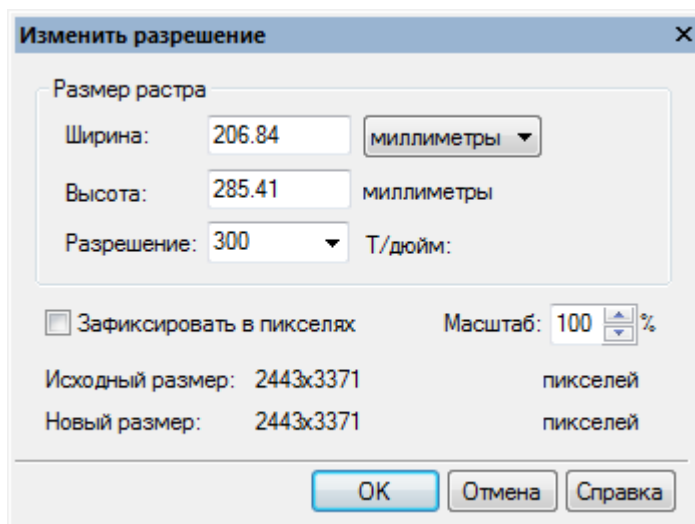 Изменить разрешение
Размер растра
Ширина: 206.84 миллиметры
Высота: 285.41 миллиметры
Разрешение: 300 Т/дюйм:
Зафиксировать в пикселях Масштаб: 100 %
Исходный размер: 2443x3371 пикселей
Новый размер: 2443x3371 пикселей
OK Отмена Справка